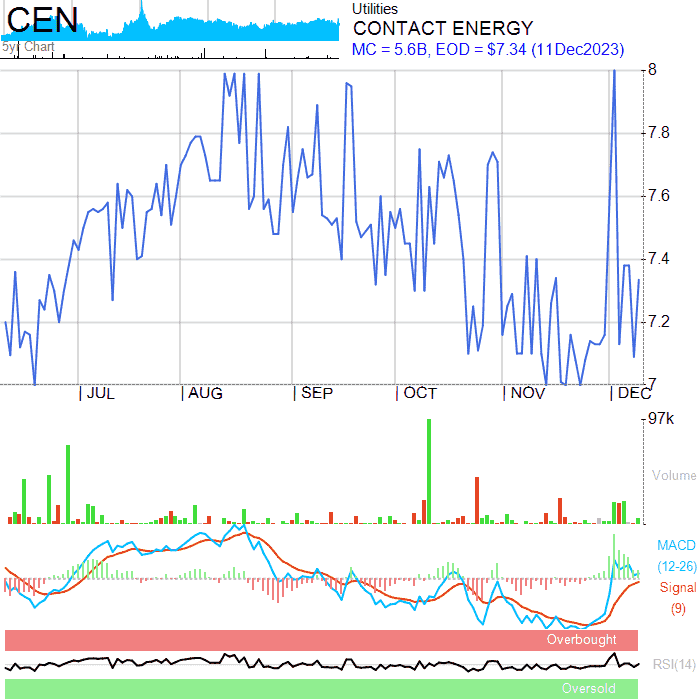 CEN
5yr Chart
Utilities
CONTACT ENERGY
MC = 5.6B, EOD = $7.34 (11Dec2023)
8
7.8
7.6
7.4
7.2
7
JUL AUG SEP OCT NOV DEC
97k
Volume
MACD
(12-26)
Signal
(9)
Overbought
RSI(14)
Oversold